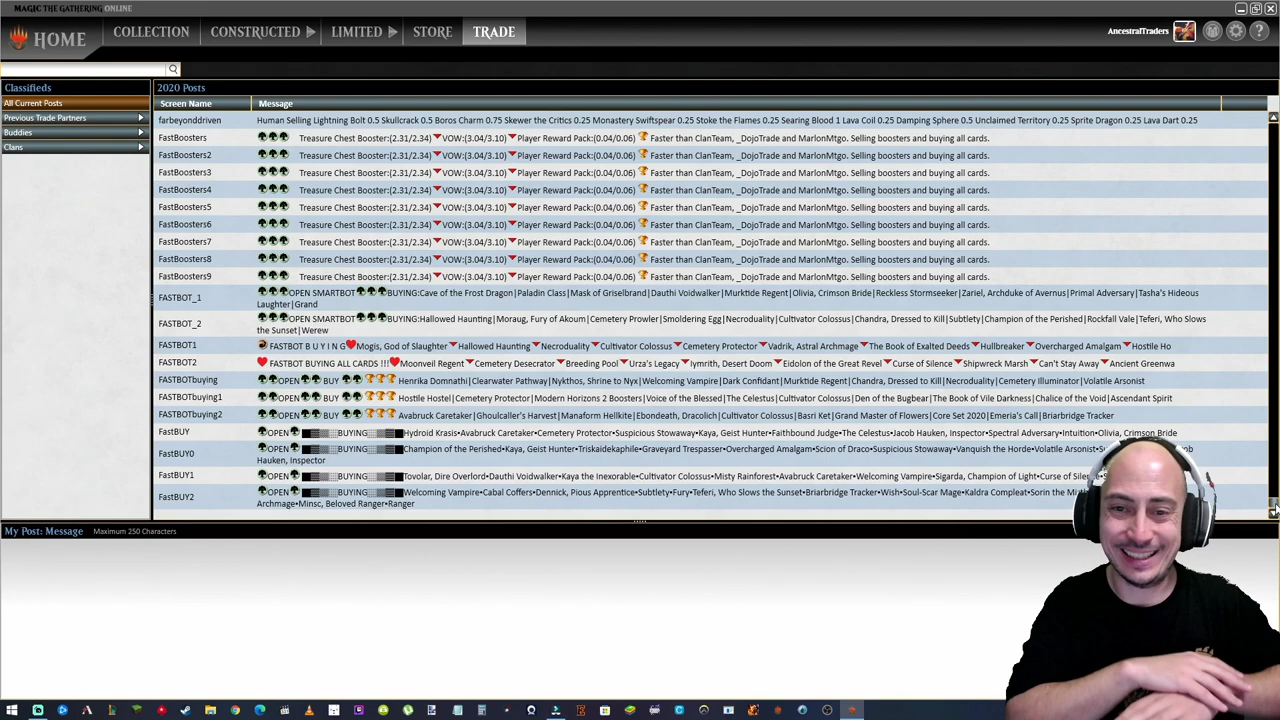 MAGIC THE GATHERING ONLINE
HOME
COLLECTION
CONSTRUCTED
LIMITED
STORE
TRADE
AncestralTraders
?
Classifieds
2020 Posts
All Current Posts
Previous Trade Partners
Buddies
Clans
Screen Name Message
farbeyonddriven Human Selling Lightning Bolt 0.5 Skullcrack 0.5 Boros Charm 0.75 Skewer the Critics 0.25 Monastery Swiftspear 0.25 Stoke the Flames 0.25 Searing Blood 1 Lava Coil 0.25 Damping Sphere 0.5 Unclaimed Territory 0.25 Sprite Dragon 0.25 Lava Dart 0.25
FastBoosters Treasure Chest Booster:(2.31/2.34) VOW:(3.04/3.10) Player Reward Pack:(0.04/0.06) Faster than ClanTeam, _DojoTrade and MarlonMtgo. Selling boosters and buying all cards.
FastBoosters2 Treasure Chest Booster:(2.31/2.34) VOW:(3.04/3.10) Player Reward Pack:(0.04/0.06) Faster than ClanTeam, _DojoTrade and MarlonMtgo. Selling boosters and buying all cards.
FastBoosters3 Treasure Chest Booster:(2.31/2.34) VOW:(3.04/3.10) Player Reward Pack:(0.04/0.06) Faster than ClanTeam, _DojoTrade and MarlonMtgo. Selling boosters and buying all cards.
FastBoosters4 Treasure Chest Booster:(2.31/2.34) VOW:(3.04/3.10) Player Reward Pack:(0.04/0.06) Faster than ClanTeam, _DojoTrade and MarlonMtgo. Selling boosters and buying all cards.
FastBoosters5 Treasure Chest Booster:(2.31/2.34) VOW:(3.04/3.10) Player Reward Pack:(0.04/0.06) Faster than ClanTeam, _DojoTrade and MarlonMtgo. Selling boosters and buying all cards.
FastBoosters6 Treasure Chest Booster:(2.31/2.34) VOW:(3.04/3.10) Player Reward Pack:(0.04/0.06) Faster than ClanTeam, _DojoTrade and MarlonMtgo. Selling boosters and buying all cards.
FastBoosters7 Treasure Chest Booster:(2.31/2.34) VOW:(3.04/3.10) Player Reward Pack:(0.04/0.06) Faster than ClanTeam, _DojoTrade and MarlonMtgo. Selling boosters and buying all cards.
FastBoosters8 Treasure Chest Booster:(2.31/2.34) VOW:(3.04/3.10) Player Reward Pack:(0.04/0.06) Faster than ClanTeam, _DojoTrade and MarlonMtgo. Selling boosters and buying all cards.
FastBoosters9 Treasure Chest Booster:(2.31/2.34) VOW:(3.04/3.10) Player Reward Pack:(0.04/0.06) Faster than ClanTeam, _DojoTrade and MarlonMtgo. Selling boosters and buying all cards.
FASTBOT_1 OPEN SMARTBOT BUYING:Cave of the Frost Dragon|Paladin Class|Mask of Griselbrand|Dauthi Voidwalker|Murktide Regent|Olivia, Crimson Bride|Reckless Stormseeker|Zariel, Archduke of Avernus|Primal Adversary|Tasha's Hideous
Laughter|Grand
FASTBOT_2 OPEN SMARTBOT BUYING:Hallowed Haunting|Moraug, Fury of Akoum|Cemetery Prowler|Smoldering Egg|Necroduality|Cultivator Colossus|Chandra, Dressed to Kill|Subtlety|Champion of the Perished|Rockfall Vale|Teferi, Who Slows
the Sunset|Werew
FASTBOT1 FASTBOT B U Y I N G Mogis, God of Slaughter Hallowed Haunting Necroduality Cultivator Colossus Cemetery Protector Vadrik, Astral Archmage The Book of Exalted Deeds Hullbreaker Overcharged Amalgam Hostile Ho
FASTBOT2 FASTBOT BUYING ALL CARDS !!! Moonveil Regent Cemetery Desecrator Breeding Pool Urza's Legacy Iymrith, Desert Doom Eidolon of the Great Revel Curse of Silence Shipwreck Marsh Can't Stay Away Ancient Greenwa
FASTBOTbuying OPEN BUY Henrika Domnathi|Clearwater Pathway|Nykthos, Shrine to Nyx|Welcoming Vampire|Dark Confidant|Murktide Regent|Chandra, Dressed to Kill|Necroduality|Cemetery Illuminator|Volatile Arsonist
FASTBOTbuying1 OPEN BUY Hostile Hostel|Cemetery Protector|Modern Horizons 2 Boosters|Voice of the Blessed|The Celestus|Cultivator Colossus|Den of the Bugbear|The Book of Vile Darkness|Chalice of the Void|Ascendant Spirit
FASTBOTbuying2 OPEN BUY Avabruck Caretaker|Ghoulcaller's Harvest|Manaform Hellkite|Ebondeath, Dracolich|Cultivator Colossus|Basri Ket|Grand Master of Flowers|Core Set 2020|Emeria's Call|Briarbridge Tracker
FastBUY OPEN BUYING Hydroid Krasis•Avabruck Caretaker•Cemetery Protector•Suspicious Stowaway•Kaya, Geist Hunter•Faithbound Judge•The Celestus•Jacob Hauken, Inspector•Spectral Adversary•Intuition•Olivia, Crimson Bride
FastBUY0 OPEN BUYING Champion of the Perished•Kaya, Geist Hunter•Triskaidekaphile•Graveyard Trespasser•Overcharged Amalgam•Scion of Draco•Suspicious Stowaway•Vanquish the Horde•Volatile Arsonist
Hauken, Inspector
FastBUY1 OPEN BUYING Tovolar, Dire Overlord•Dauthi Voidwalker•Kaya the Inexorable•Cultivator Colossus•Misty Rainforest•Avabruck Caretaker•Welcoming Vampire•Sigarda, Champion of Light•Curse of
FastBUY2 OPEN BUYING Welcoming Vampire•Cabal Coffers•Dennick, Pious Apprentice•Subtlety•Fury•Teferi, Who Slows the Sunset•Briarbridge Tracker•Wish•Soul-Scar Mage•Kaldra Compleat•Sorin the
Archmage•Minsc, Beloved Ranger•Ranger
My Post: Message Maximum 250 Characters